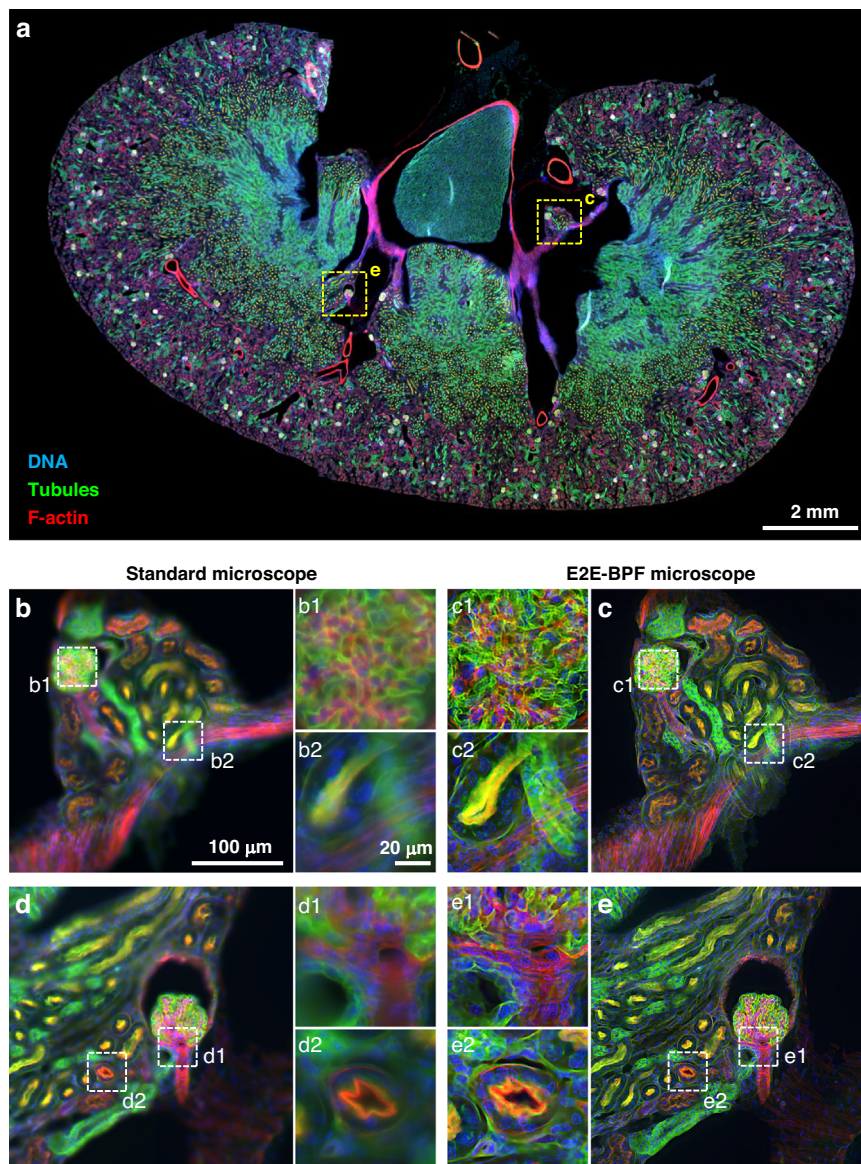 a
c
e
DNA
Tubules
F-actin
2 mm
Standard microscope
E2E-BPF microscope
b
b1
b1
b2
b2
100 µm
20 µm
c1
c2
c
c1
c2
d
d1
d1
d2
d2
e1
e2
e
e1
e2